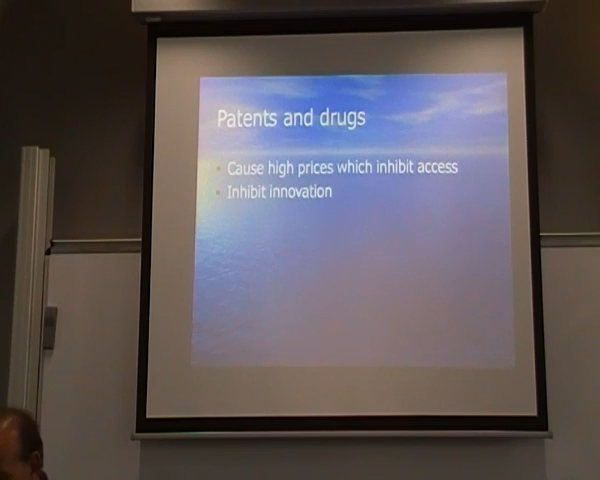 Patents and drugs
Cause high prices which inhibit access
Inhibit innovation